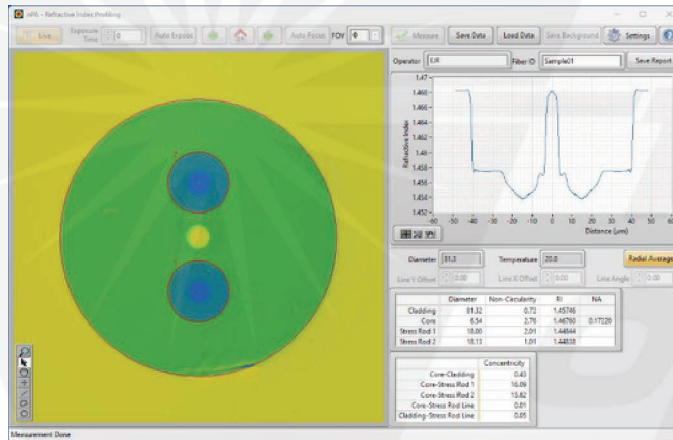 nPA - Refractive Index Profiling
Live
Exposure Time
0
Auto Expose
Auto Focus
FOV
Measure
Save Data
Load Data
Save Background
Settings
Operator
Fiber ID
Sample01
Save Report
Refractive Index
1.47
1.468
1.466
1.464
1.462
1.46
1.458
1.456
1.454
1.452
-60 -50 -40 -30 -20 -10 0 10 20 30 40 50 60
Distance (µm)
Diameter
81.3
Temperature
20.0
Radial Average
Line Y Offset
0.00
Line X Offset
0.00
Line Angle
0.00
Diameter Non-Circularity RI NA
Cladding 81.32 0.72 1.45746
Core 6.54 2.76 1.46760 0.17220
Stress Rod 1 18.00 2.01 1.44844
Stress Rod 2 18.13 1.01 1.44838
Concentricity
Core-Cladding 0.43
Core-Stress Rod 1 16.09
Core-Stress Rod 2 15.82
Core-Stress Rod Line 0.01
Cladding-Stress Rod Line 0.05
Measurement Done